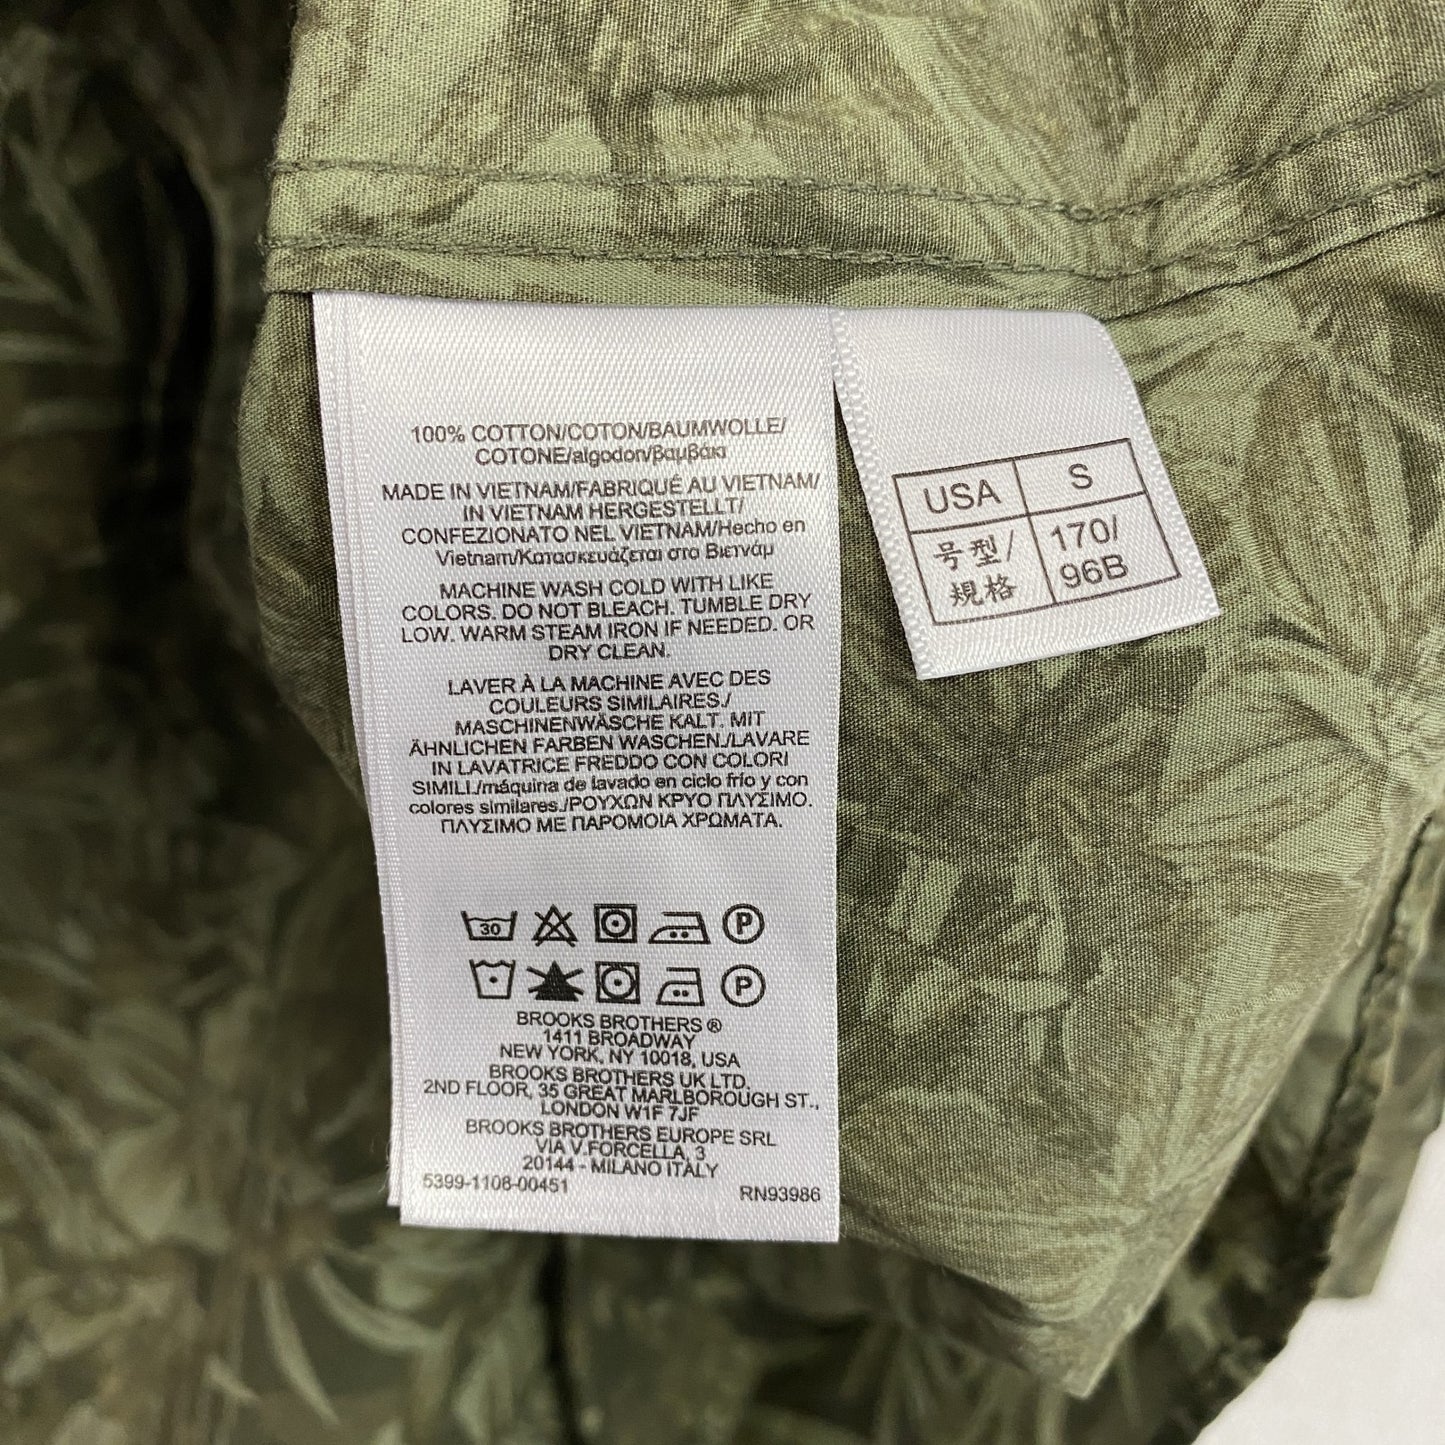 100% COTTON/COTON/BAUMWOLLE/
COTONE/algodon/βαμβάκι
MADE IN VIETNAM/FABRIQUÉ AU VIETNAM/
IN VIETNAM HERGESTELLT/
CONFEZIONATO NEL VIETNAM/Hecho en
Vietnam/Κατασκευάζεται στο Βιετνάμ
MACHINE WASH COLD WITH LIKE
COLORS. DO NOT BLEACH. TUMBLE DRY
LOW. WARM STEAM IRON IF NEEDED. OR
DRY CLEAN.
LAVER À LA MACHINE AVEC DES
COULEURS SIMILAIRES./
MASCHINENWÄSCHE KALT. MIT
ÄHNLICHEN FARBEN WASCHEN./LAVARE
IN LAVATRICE FREDDO CON COLORI
SIMILI./máquina de lavado en ciclo frío y con
colores similares./ΡΟΥΧΩΝ ΚΡΥΟ ΠΛΥΣΙΜΟ.
ΠΛΥΣΙΜΟ ΜΕ ΠΑΡΟΜΟΙΑ ΧΡΩΜΑΤΑ.
30 P
P
BROOKS BROTHERS ®
1411 BROADWAY
NEW YORK, NY 10018, USA
BROOKS BROTHERS UK LTD.
2ND FLOOR, 35 GREAT MARLBOROUGH ST.,
LONDON W1F 7JF
BROOKS BROTHERS EUROPE SRL
VIA V.FORCELLA, 3
20144 - MILANO ITALY
5399-1108-00451 RN93986
USA S
号型/ 170/
規格 96B